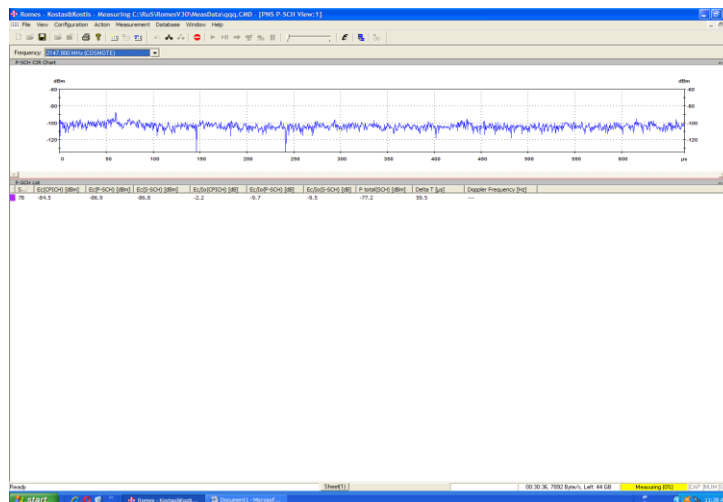 Romes - Kostas&Kostis - Measuring C:\RuS\RomesV30\MeasData\qqq.CMD - [PNS P-SCH View:1]
File View Configuration Action Measurement Database Window Help
Frequency: 2147.800 MHz (COSMOTE)
P-SCH CIR Chart
dBm dBm
-60 -60
-80 -80
-100 -100
-120 -120
0 50 100 150 200 250 300 350 400 450 500 550 600 µs
P-SCH List
S... Ec(CPICH) [dBm] Ec(P-SCH) [dBm] Ec(S-SCH) [dBm] Ec/Io(CPICH) [dB] Ec/Io(P-SCH) [dB] Ec/Io(S-SCH) [dB] P total(SCH) [dBm] Delta T [µs] Doppler Frequency [Hz]
78 -84.5 -86.9 -86.8 -2.2 -9.7 -9.5 -77.2 59.5 ---
Ready Sheet(1) 00:30:36, 7892 Byte/s, Left 44 GB Measuring [0%] CAP NUM
start Romes - Kostas&Kosti... Document1 - Microsof...